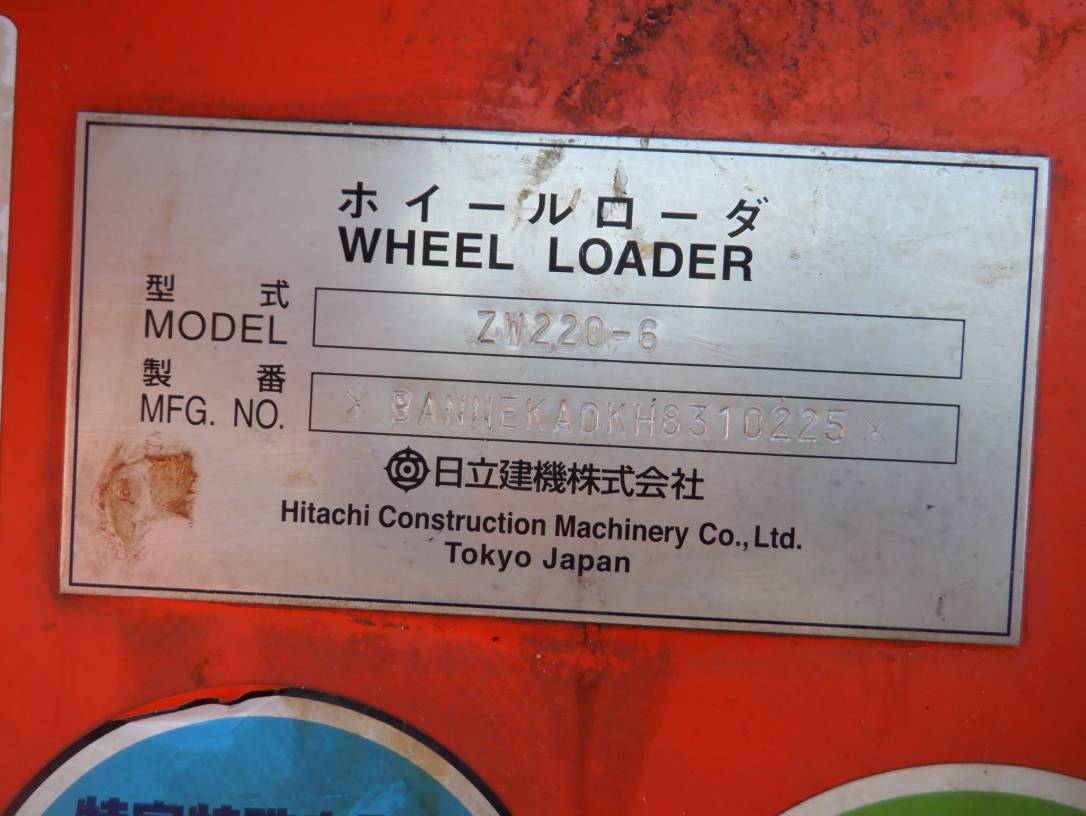 ホイールローダ
WHEEL LOADER
型式
MODEL ZW220-6
製番
MFG. NO. * BANNEKA0KH8310225 *
日立建機株式会社
Hitachi Construction Machinery Co., Ltd.
Tokyo Japan